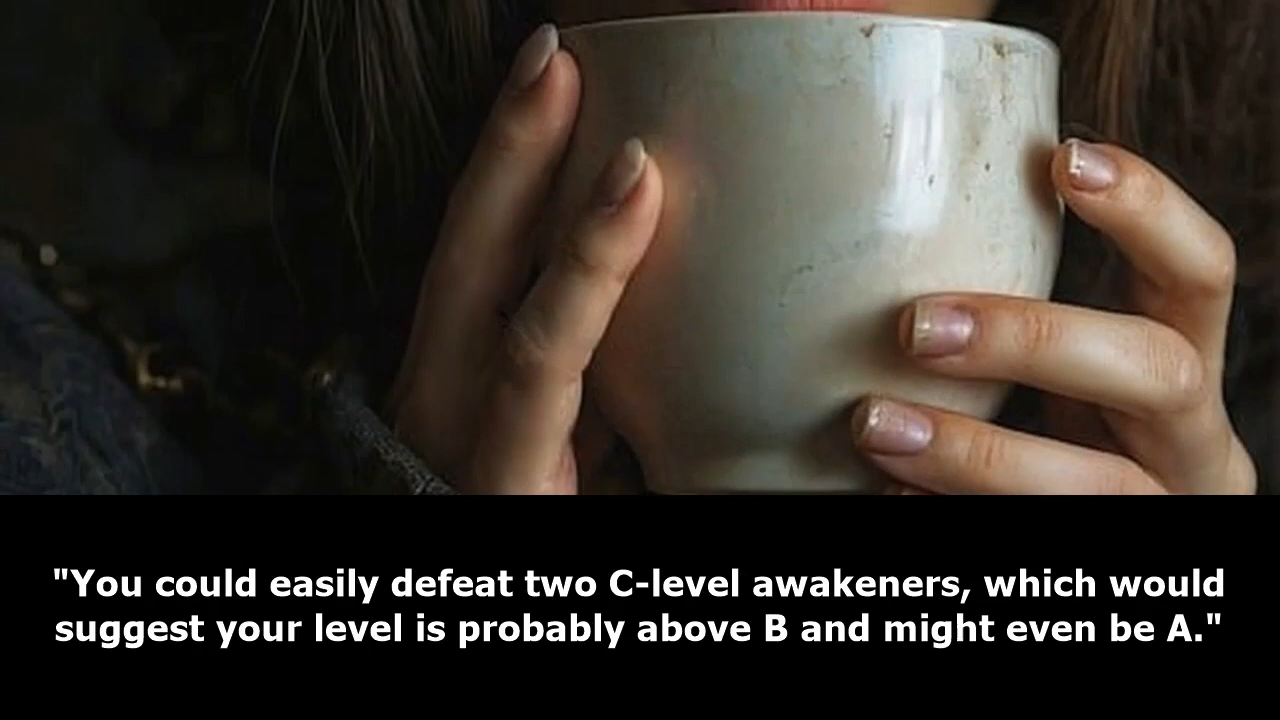 "You could easily defeat two C-level awakeners, which would
suggest your level is probably above B and might even be A."